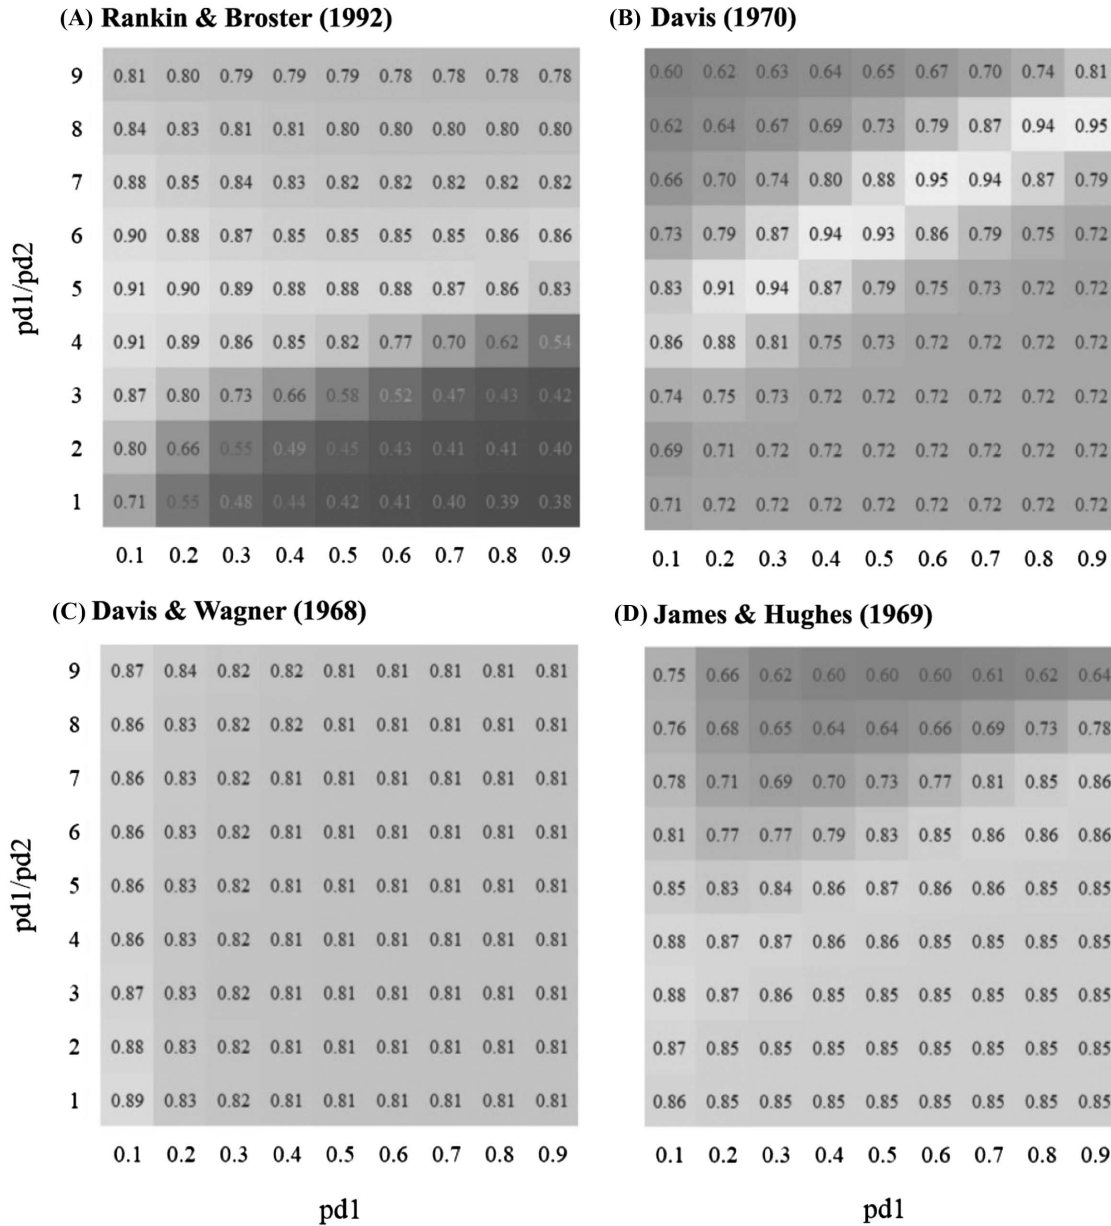 (A) Rankin & Broster (1992)
9 0.81 0.80 0.79 0.79 0.79 0.78 0.78 0.78 0.78
8 0.84 0.83 0.81 0.81 0.80 0.80 0.80 0.80 0.80
7 0.88 0.85 0.84 0.83 0.82 0.82 0.82 0.82 0.82
6 0.90 0.88 0.87 0.85 0.85 0.85 0.85 0.86 0.86
5 0.91 0.90 0.89 0.88 0.88 0.88 0.87 0.86 0.83
4 0.91 0.89 0.86 0.85 0.82 0.77 0.70 0.62 0.54
3 0.87 0.80 0.73 0.66 0.58 0.52 0.47 0.43 0.42
2 0.80 0.66 0.55 0.49 0.45 0.43 0.41 0.41 0.40
1 0.71 0.55 0.48 0.44 0.42 0.41 0.40 0.39 0.38
0.1 0.2 0.3 0.4 0.5 0.6 0.7 0.8 0.9
pd1/pd2
(B) Davis (1970)
0.60 0.62 0.63 0.64 0.65 0.67 0.70 0.74 0.81
0.62 0.64 0.67 0.69 0.73 0.79 0.87 0.94 0.95
0.66 0.70 0.74 0.80 0.88 0.95 0.94 0.87 0.79
0.73 0.79 0.87 0.94 0.93 0.86 0.79 0.75 0.72
0.83 0.91 0.94 0.87 0.79 0.75 0.73 0.72 0.72
0.86 0.88 0.81 0.75 0.73 0.72 0.72 0.72 0.72
0.74 0.75 0.73 0.72 0.72 0.72 0.72 0.72 0.72
0.69 0.71 0.72 0.72 0.72 0.72 0.72 0.72 0.72
0.71 0.72 0.72 0.72 0.72 0.72 0.72 0.72 0.72
0.1 0.2 0.3 0.4 0.5 0.6 0.7 0.8 0.9
(C) Davis & Wagner (1968)
9 0.87 0.84 0.82 0.82 0.81 0.81 0.81 0.81 0.81
8 0.86 0.83 0.82 0.82 0.81 0.81 0.81 0.81 0.81
7 0.86 0.83 0.82 0.81 0.81 0.81 0.81 0.81 0.81
6 0.86 0.83 0.82 0.81 0.81 0.81 0.81 0.81 0.81
5 0.86 0.83 0.82 0.81 0.81 0.81 0.81 0.81 0.81
4 0.86 0.83 0.82 0.81 0.81 0.81 0.81 0.81 0.81
3 0.87 0.83 0.82 0.81 0.81 0.81 0.81 0.81 0.81
2 0.88 0.83 0.82 0.81 0.81 0.81 0.81 0.81 0.81
1 0.89 0.83 0.82 0.81 0.81 0.81 0.81 0.81 0.81
0.1 0.2 0.3 0.4 0.5 0.6 0.7 0.8 0.9
pd1/pd2
pd1
(D) James & Hughes (1969)
0.75 0.66 0.62 0.60 0.60 0.60 0.61 0.62 0.64
0.76 0.68 0.65 0.64 0.64 0.66 0.69 0.73 0.78
0.78 0.71 0.69 0.70 0.73 0.77 0.81 0.85 0.86
0.81 0.77 0.77 0.79 0.83 0.85 0.86 0.86 0.86
0.85 0.83 0.84 0.86 0.87 0.86 0.86 0.85 0.85
0.88 0.87 0.87 0.86 0.86 0.85 0.85 0.85 0.85
0.88 0.87 0.86 0.85 0.85 0.85 0.85 0.85 0.85
0.87 0.85 0.85 0.85 0.85 0.85 0.85 0.85 0.85
0.86 0.85 0.85 0.85 0.85 0.85 0.85 0.85 0.85
0.1 0.2 0.3 0.4 0.5 0.6 0.7 0.8 0.9
pd1